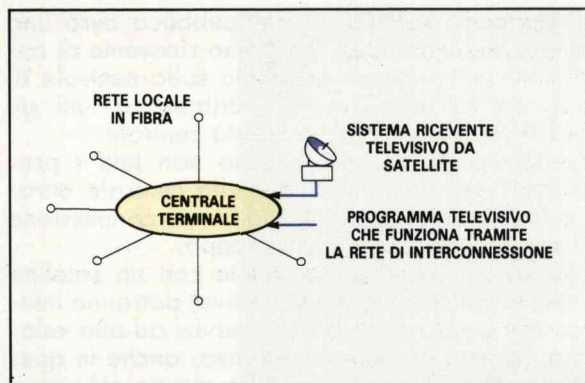 RETE LOCALE
IN FIBRA
SISTEMA RICEVENTE
TELEVISIVO DA
SATELLITE
CENTRALE
TERMINALE
PROGRAMMA TELEVISIVO
CHE FUNZIONA TRAMITE
LA RETE DI INTERCONNESSIONE